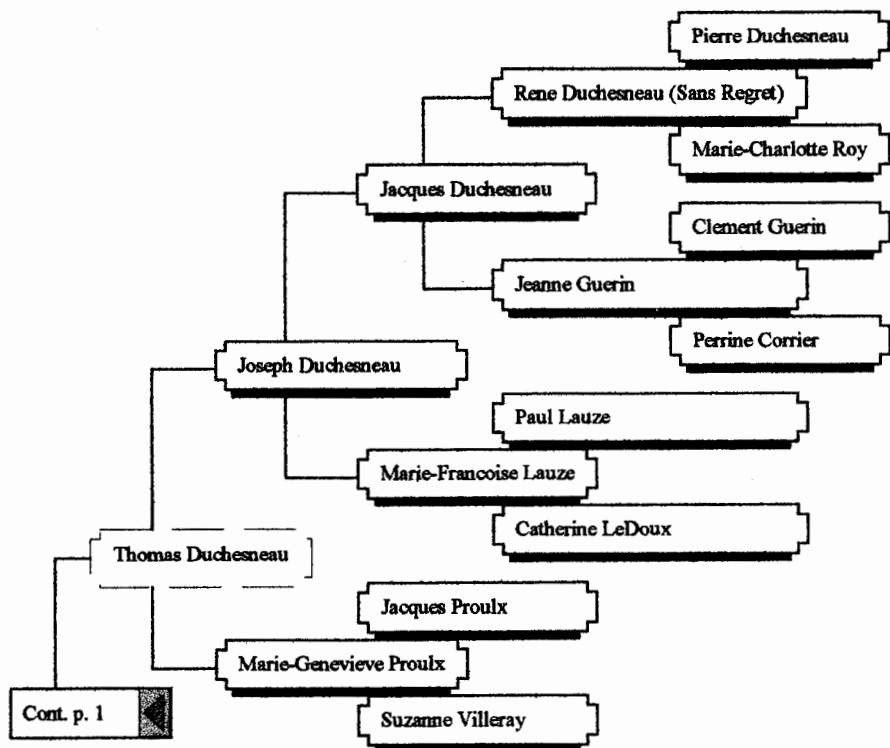 Pierre Duchesneau
Rene Duchesneau (Sans Regret)
Marie-Charlotte Roy
Jacques Duchesneau
Clement Guerin
Jeanne Guerin
Perrine Corrier
Joseph Duchesneau
Paul Lauze
Marie-Francoise Lauze
Catherine LeDoux
Thomas Duchesneau
Jacques Proulx
Marie-Genevieve Proulx
Cont. p. 1
Suzanne Villeray